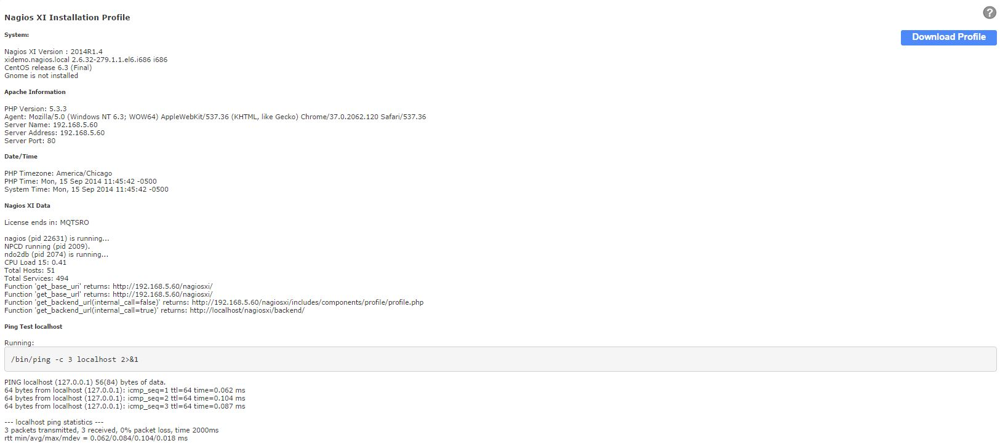 Nagios XI Installation Profile
?
System:
Download Profile
Nagios XI Version : 2014R1.4
xidemo.nagios.local 2.6.32-279.1.1.el6.i686 i686
CentOS release 6.3 (Final)
Gnome is not installed
Apache Information
PHP Version: 5.3.3
Agent: Mozilla/5.0 (Windows NT 6.3; WOW64) AppleWebKit/537.36 (KHTML, like Gecko) Chrome/37.0.2062.120 Safari/537.36
Server Name: 192.168.5.60
Server Address: 192.168.5.60
Server Port: 80
Date/Time
PHP Timezone: America/Chicago
PHP Time: Mon, 15 Sep 2014 11:45:42 -0500
System Time: Mon, 15 Sep 2014 11:45:42 -0500
Nagios XI Data
License ends in: MQTSRO
nagios (pid 22631) is running...
NPCD running (pid 2009).
ndo2db (pid 2074) is running...
CPU Load 15: 0.41
Total Hosts: 51
Total Services: 494
Function 'get_base_uri' returns: http://192.168.5.60/nagiosxi/
Function 'get_base_url' returns: http://192.168.5.60/nagiosxi/
Function 'get_backend_url(internal_call=false)' returns: http://192.168.5.60/nagiosxi/includes/components/profile/profile.php
Function 'get_backend_url(internal_call=true)' returns: http://localhost/nagiosxi/backend/
Ping Test localhost
Running:
/bin/ping -c 3 localhost 2>&1
PING localhost (127.0.0.1) 56(84) bytes of data.
64 bytes from localhost (127.0.0.1): icmp_seq=1 ttl=64 time=0.062 ms
64 bytes from localhost (127.0.0.1): icmp_seq=2 ttl=64 time=0.104 ms
64 bytes from localhost (127.0.0.1): icmp_seq=3 ttl=64 time=0.087 ms
--- localhost ping statistics ---
3 packets transmitted, 3 received, 0% packet loss, time 2000ms
rtt min/avg/max/mdev = 0.062/0.084/0.104/0.018 ms